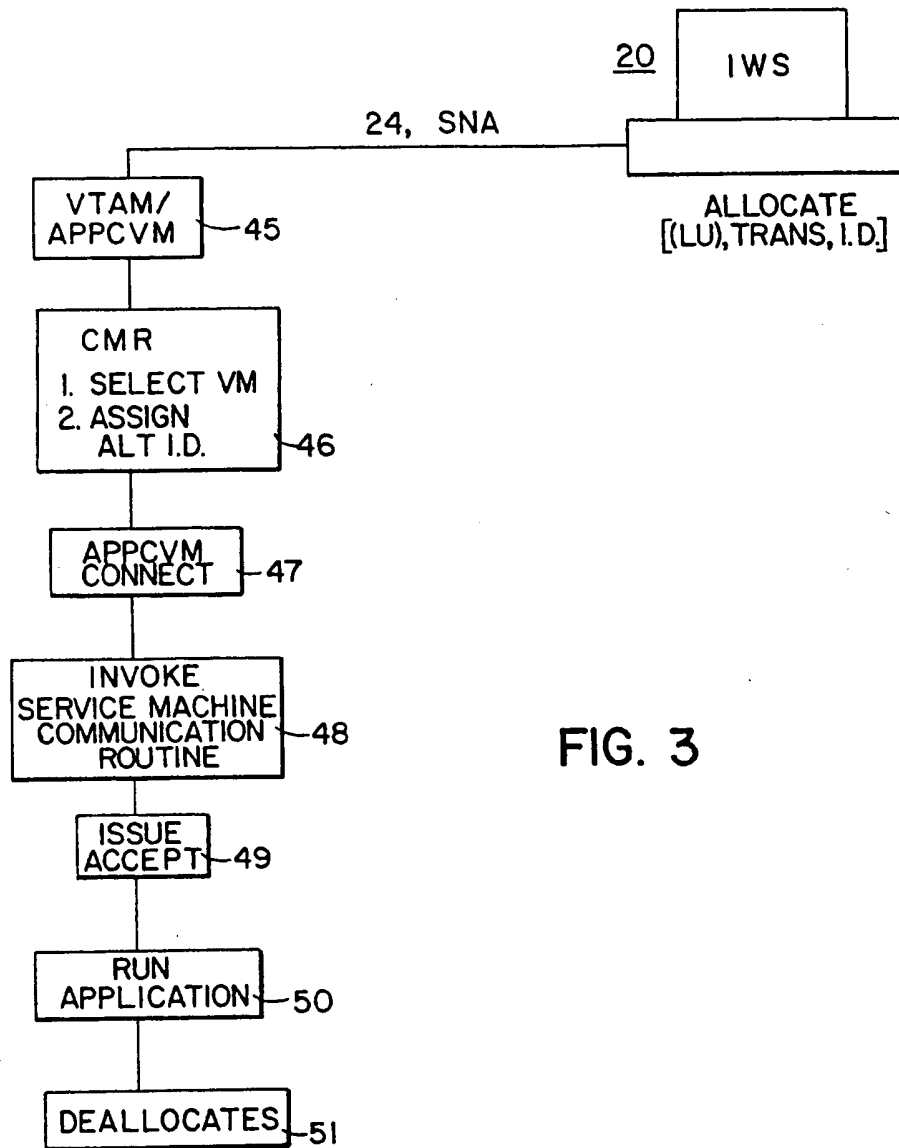 20
IWS
24, SNA
ALLOCATE
[(LU),TRANS, I.D.]
VTAM/
APPCVM
45
CMR
1. SELECT VM
2. ASSIGN
ALT I.D.
46
APPCVM
CONNECT
47
INVOKE
SERVICE MACHINE
COMMUNICATION
ROUTINE
48
FIG. 3
ISSUE
ACCEPT
49
RUN
APPLICATION
50
DEALLOCATES
51